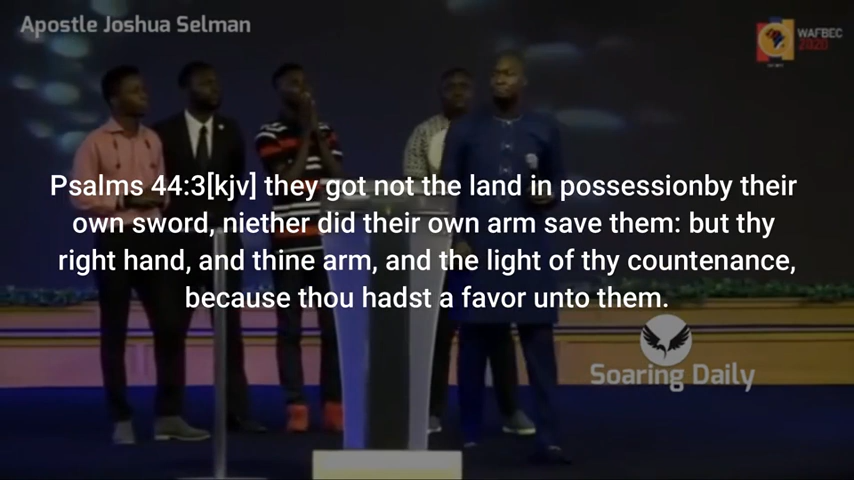 Apostle Joshua Selman
WAFBEC
2020
Psalms 44:3[kjv] they got not the land in possessionby their
own sword, niether did their own arm save them: but thy
right hand, and thine arm, and the light of thy countenance,
because thou hadst a favor unto them.
Soaring Daily